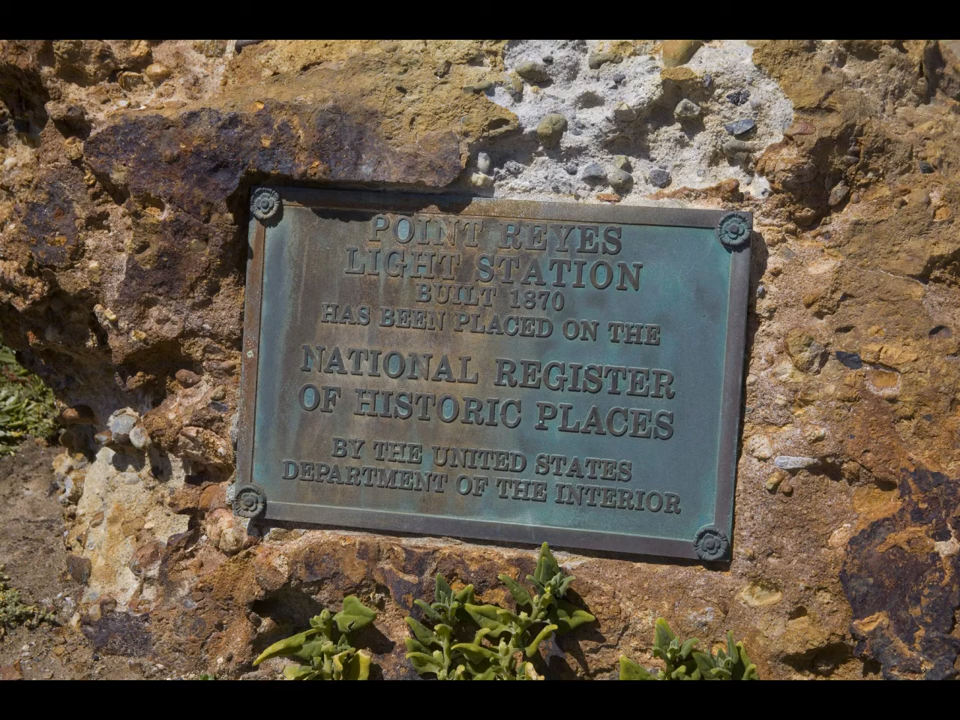 POINT REYES
LIGHT STATION
BUILT 1870
HAS BEEN PLACED ON THE
NATIONAL REGISTER
OF HISTORIC PLACES
BY THE UNITED STATES
DEPARTMENT OF THE INTERIOR